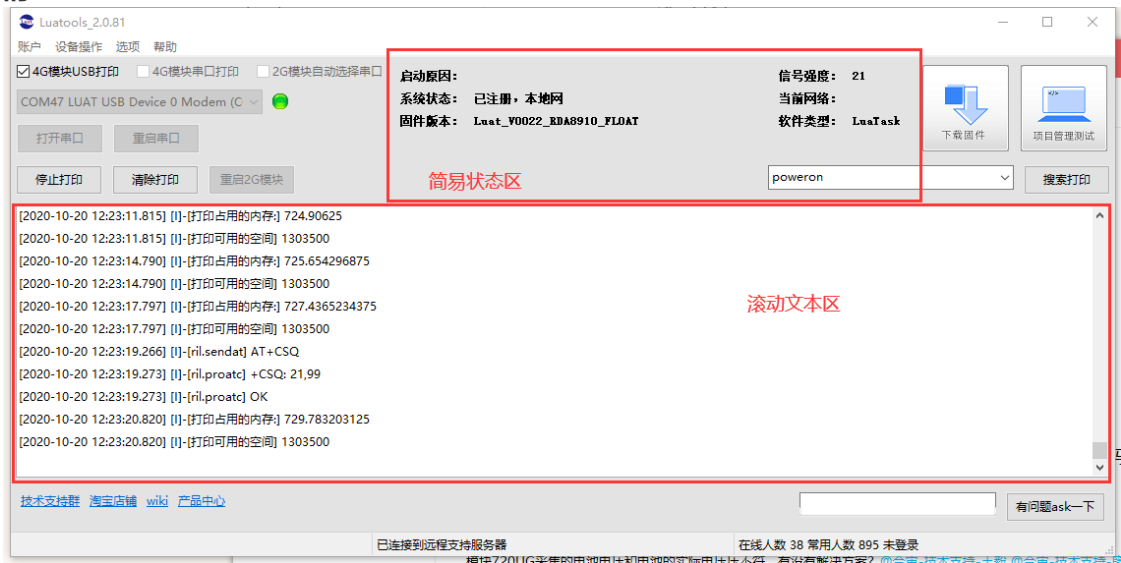 Luatools_2.0.81
账户 设备操作 选项 帮助
4G模块USB打印 4G模块串口打印 2G模块自动选择串口
COM47 LUAT USB Device 0 Modem (C
打开串口 重启串口
停止打印 清除打印 重启2G模块
启动原因: 信号强度: 21
系统状态: 已注册,本地网 当前网络:
固件版本: Luat_V0022_RDA8910_FLOAT 软件类型: LuaTask
简易状态区
下载固件 项目管理测试
poweron 搜索打印
[2020-10-20 12:23:11.815] [I]-[打印占用的内存:] 724.90625
[2020-10-20 12:23:11.815] [I]-[打印可用的空间] 1303500
[2020-10-20 12:23:14.790] [I]-[打印占用的内存:] 725.654296875
[2020-10-20 12:23:14.790] [I]-[打印可用的空间] 1303500
[2020-10-20 12:23:17.797] [I]-[打印占用的内存:] 727.4365234375
[2020-10-20 12:23:17.797] [I]-[打印可用的空间] 1303500
[2020-10-20 12:23:19.266] [I]-[ril.sendat] AT+CSQ
[2020-10-20 12:23:19.273] [I]-[ril.proatc] +CSQ: 21,99
[2020-10-20 12:23:19.273] [I]-[ril.proatc] OK
[2020-10-20 12:23:20.820] [I]-[打印占用的内存:] 729.783203125
[2020-10-20 12:23:20.820] [I]-[打印可用的空间] 1303500
滚动文本区
技术支持群 淘宝店铺 wiki 产品中心
有问题ask一下
已连接到远程支持服务器 在线人数 38 常用人数 895 未登录